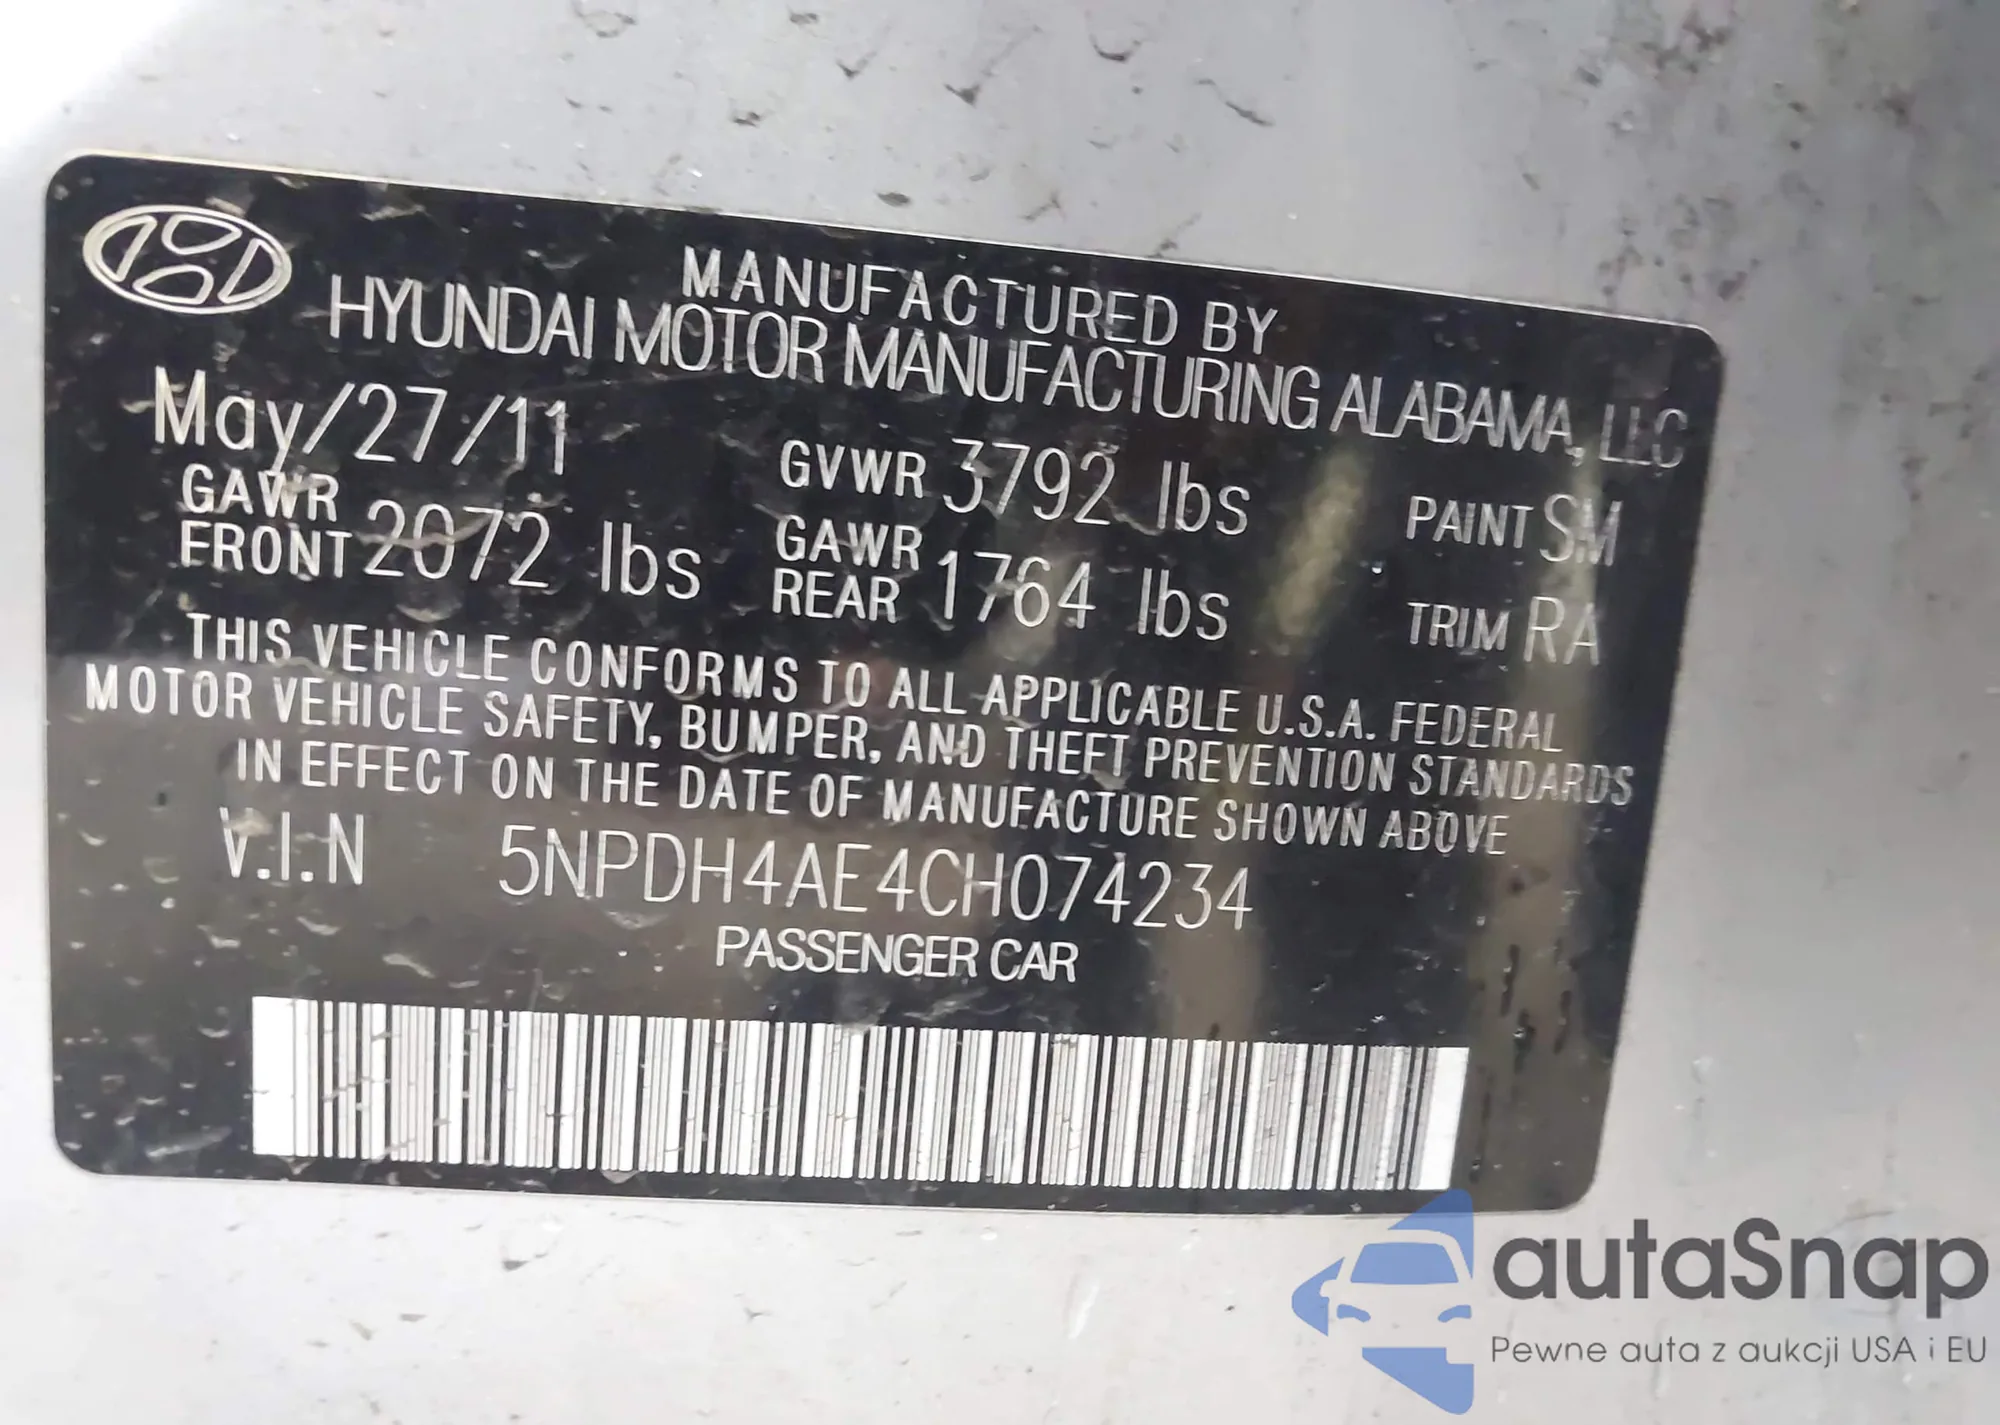 MANUFACTURED BY
HYUNDAI MOTOR MANUFACTURING ALABAMA, LLC
May/27/11 GVWR 3792 lbs PAINT SM
GAWR FRONT 2072 lbs GAWR REAR 1764 lbs TRIM RA
THIS VEHICLE CONFORMS TO ALL APPLICABLE U.S.A. FEDERAL
MOTOR VEHICLE SAFETY, BUMPER, AND THEFT PREVENTION STANDARDS
IN EFFECT ON THE DATE OF MANUFACTURE SHOWN ABOVE
V.I.N 5NPDH4AE4CH074234
PASSENGER CAR
autaSnap
Pewne auta z aukcji USA i EU